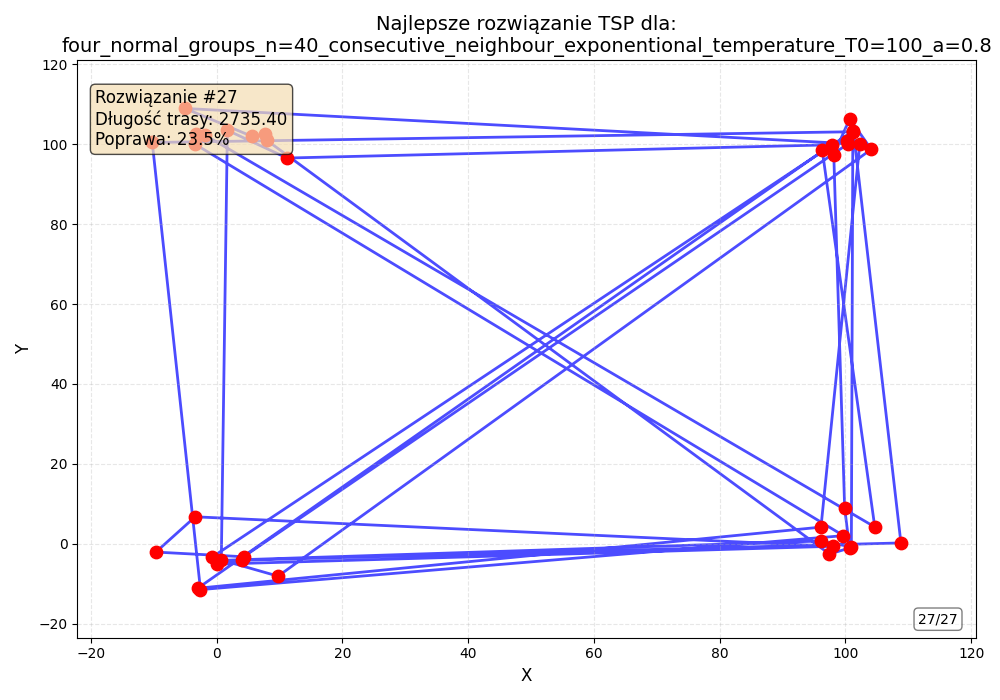 Najlepsze rozwiązanie TSP dla:
four_normal_groups_n=40_consecutive_neighbour_exponentional_temperature_T0=100_a=0.8
Rozwiązanie #27
Długość trasy: 2735.40
Poprawa: 23.5%
120
100
80
60
40
20
0
−20
Y
27/27
−20
0
20
40
60
80
100
120
X